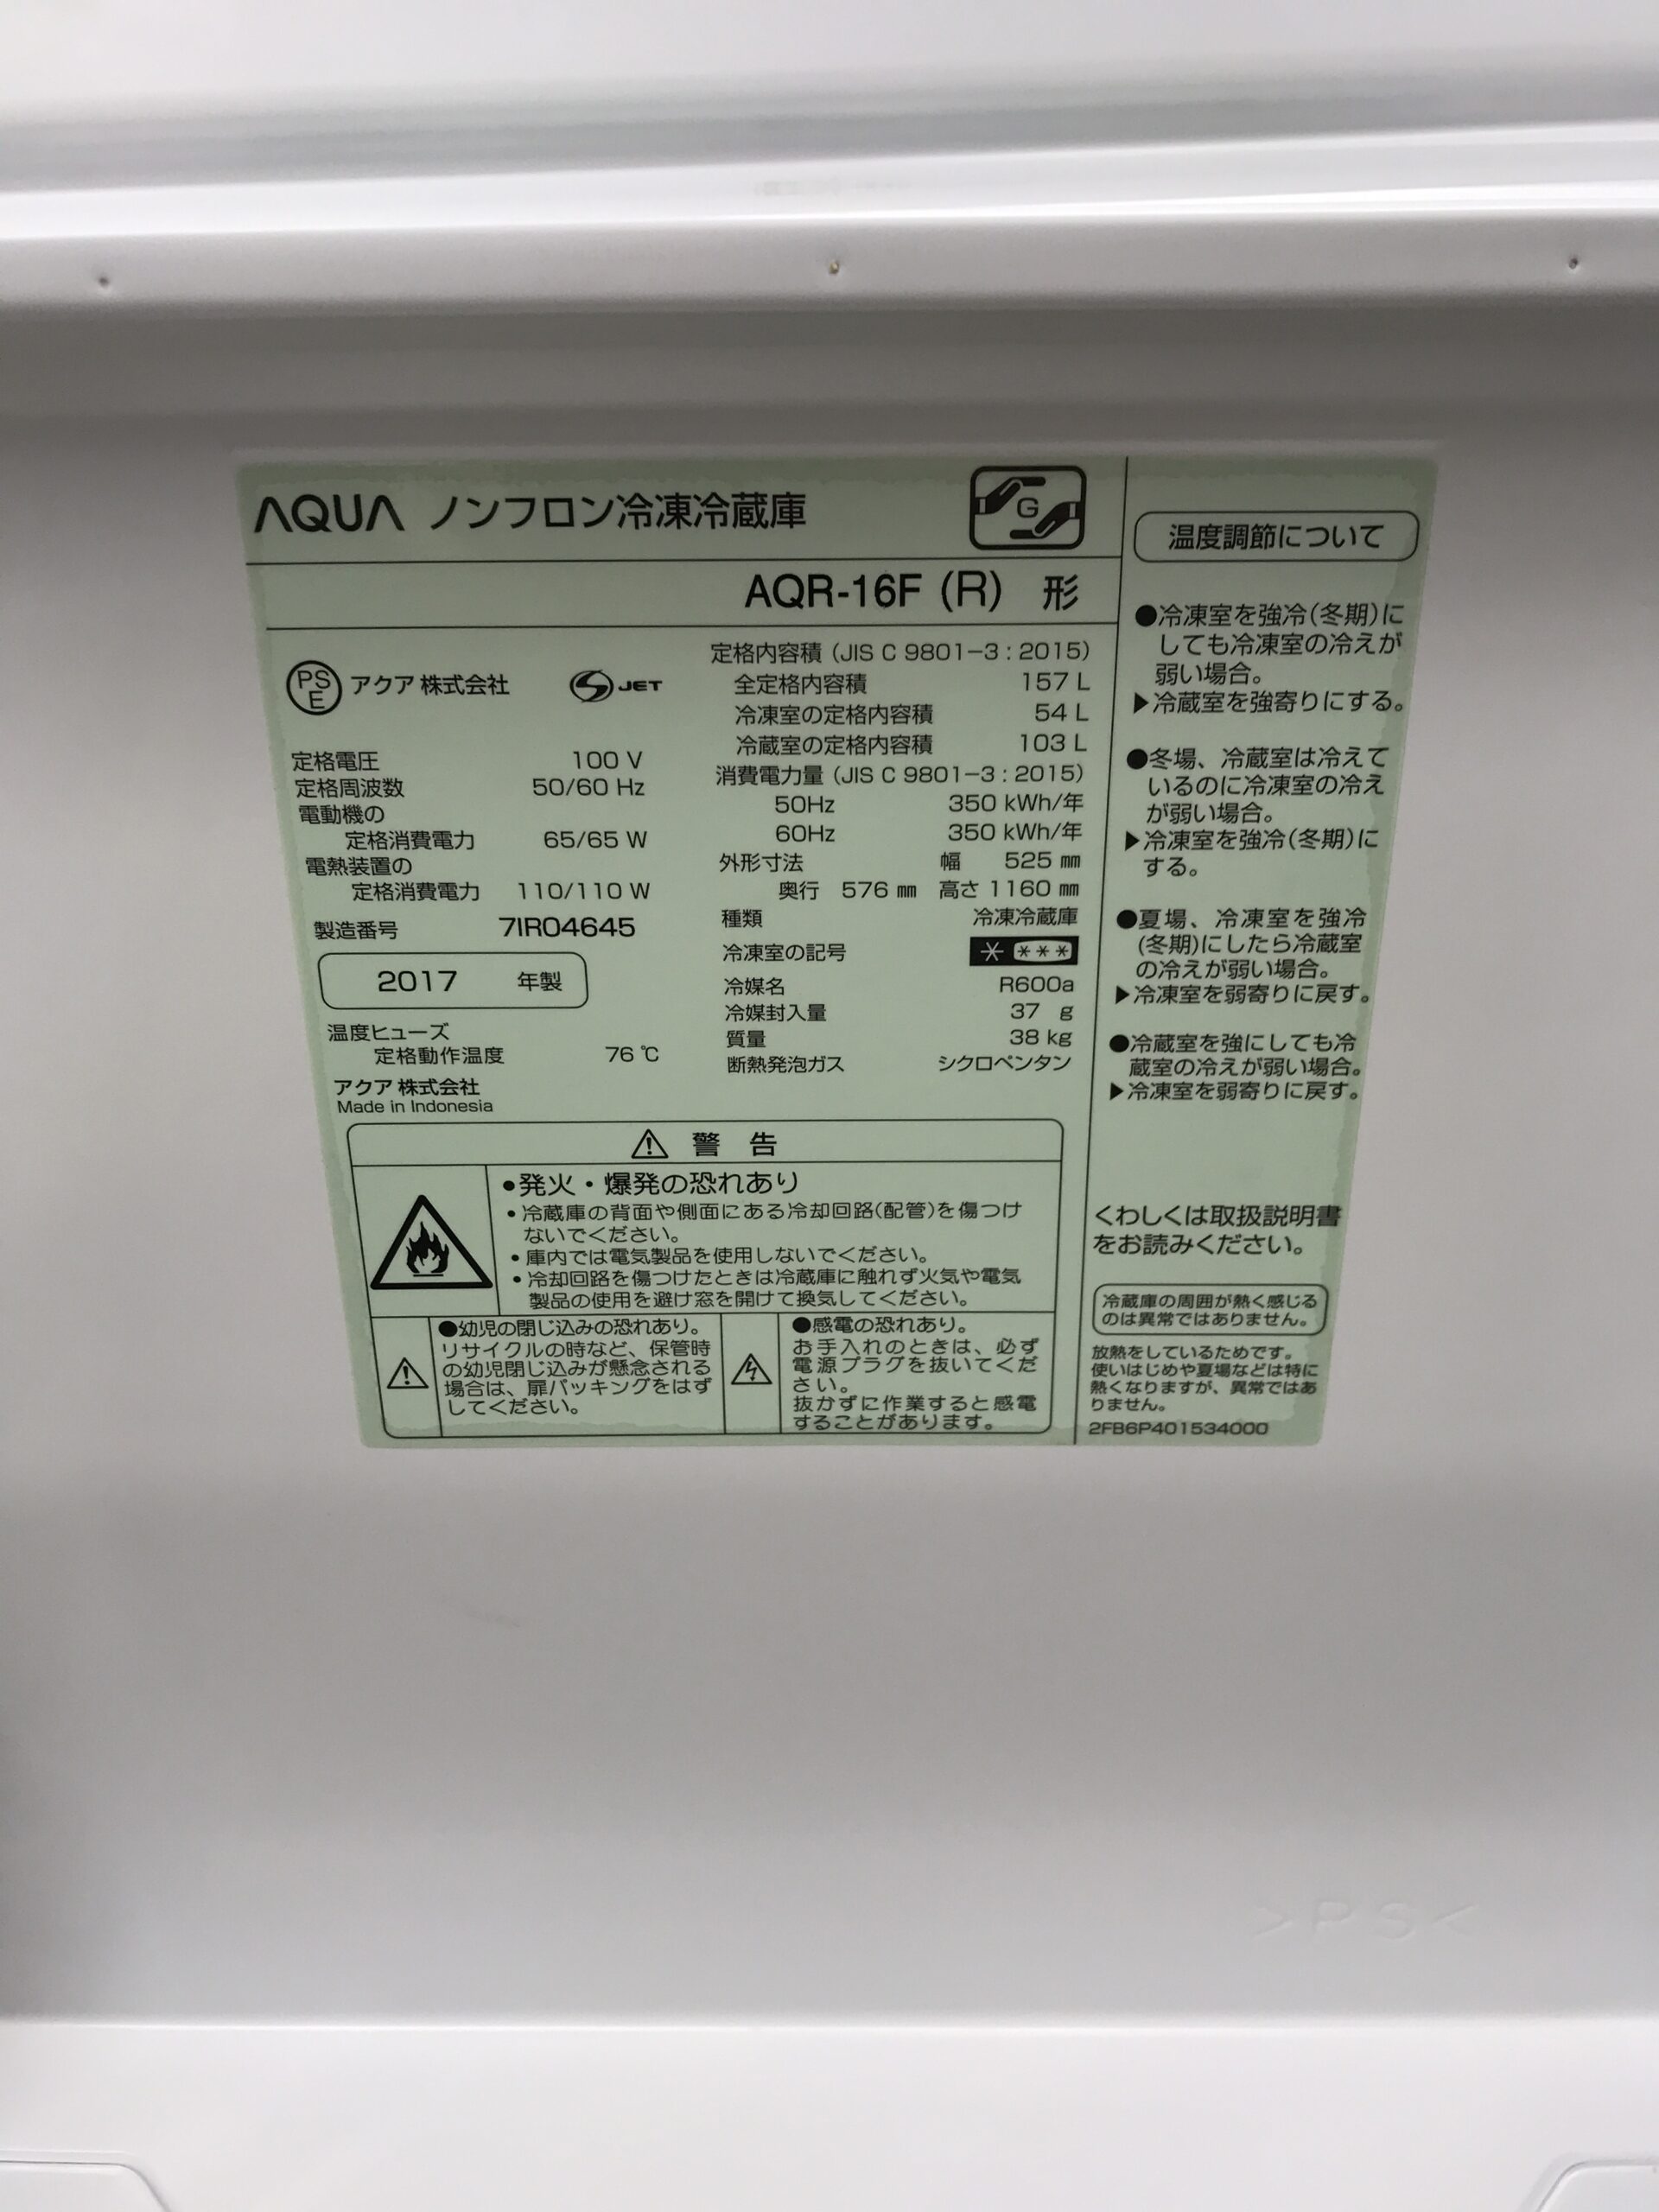 AQUA ノンフロン冷凍冷蔵庫
G
AQR-16F (R) 形
PS
E
アクア 株式会社
S JET
定格電圧 100 V
定格周波数 50/60 Hz
電動機の
定格消費電力 65/65 W
電熱装置の
定格消費電力 110/110 W
製造番号 7IR04645
2017 年製
温度ヒューズ
定格動作温度 76 ℃
アクア 株式会社
Made in Indonesia
定格内容積 (JIS C 9801-3 : 2015)
全定格内容積 157 L
冷凍室の定格内容積 54 L
冷蔵室の定格内容積 103 L
消費電力量 (JIS C 9801-3 : 2015)
50Hz 350 kWh/年
60Hz 350 kWh/年
外形寸法 幅 525 ㎜
奥行 576 ㎜ 高さ 1160 ㎜
種類 冷凍冷蔵庫
冷凍室の記号 * ***
冷媒名 R600a
冷媒封入量 37 g
質量 38 kg
断熱発泡ガス シクロペンタン
警 告
•発火・爆発の恐れあり
•冷蔵庫の背面や側面にある冷却回路(配管)を傷つけ
ないでください。
•庫内では電気製品を使用しないでください。
•冷却回路を傷つけたときは冷蔵庫に触れず火気や電気
製品の使用を避け窓を開けて換気してください。
●幼児の閉じ込みの恐れあり。
リサイクルの時など、保管時
の幼児閉じ込みが懸念される
場合は、扉パッキングをはず
してください。
●感電の恐れあり。
お手入れのときは、必ず
電源プラグを抜いてくだ
さい。
抜かずに作業すると感電
することがあります。
温度調節について
●冷凍室を強冷(冬期)に
しても冷凍室の冷えが
弱い場合。
▶冷蔵室を強寄りにする。
●冬場、冷蔵室は冷えて
いるのに冷凍室の冷え
が弱い場合。
▶冷凍室を強冷(冬期)に
する。
●夏場、冷凍室を強冷
(冬期)にしたら冷蔵室
の冷えが弱い場合。
▶冷凍室を弱寄りに戻す。
●冷蔵室を強にしても冷
蔵室の冷えが弱い場合。
▶冷凍室を弱寄りに戻す。
くわしくは取扱説明書
をお読みください。
冷蔵庫の周囲が熱く感じる
のは異常ではありません。
放熱をしているためです。
使いはじめや夏場などは特に
熱くなりますが、異常ではあ
りません。
2FB6P401534000
>PS<